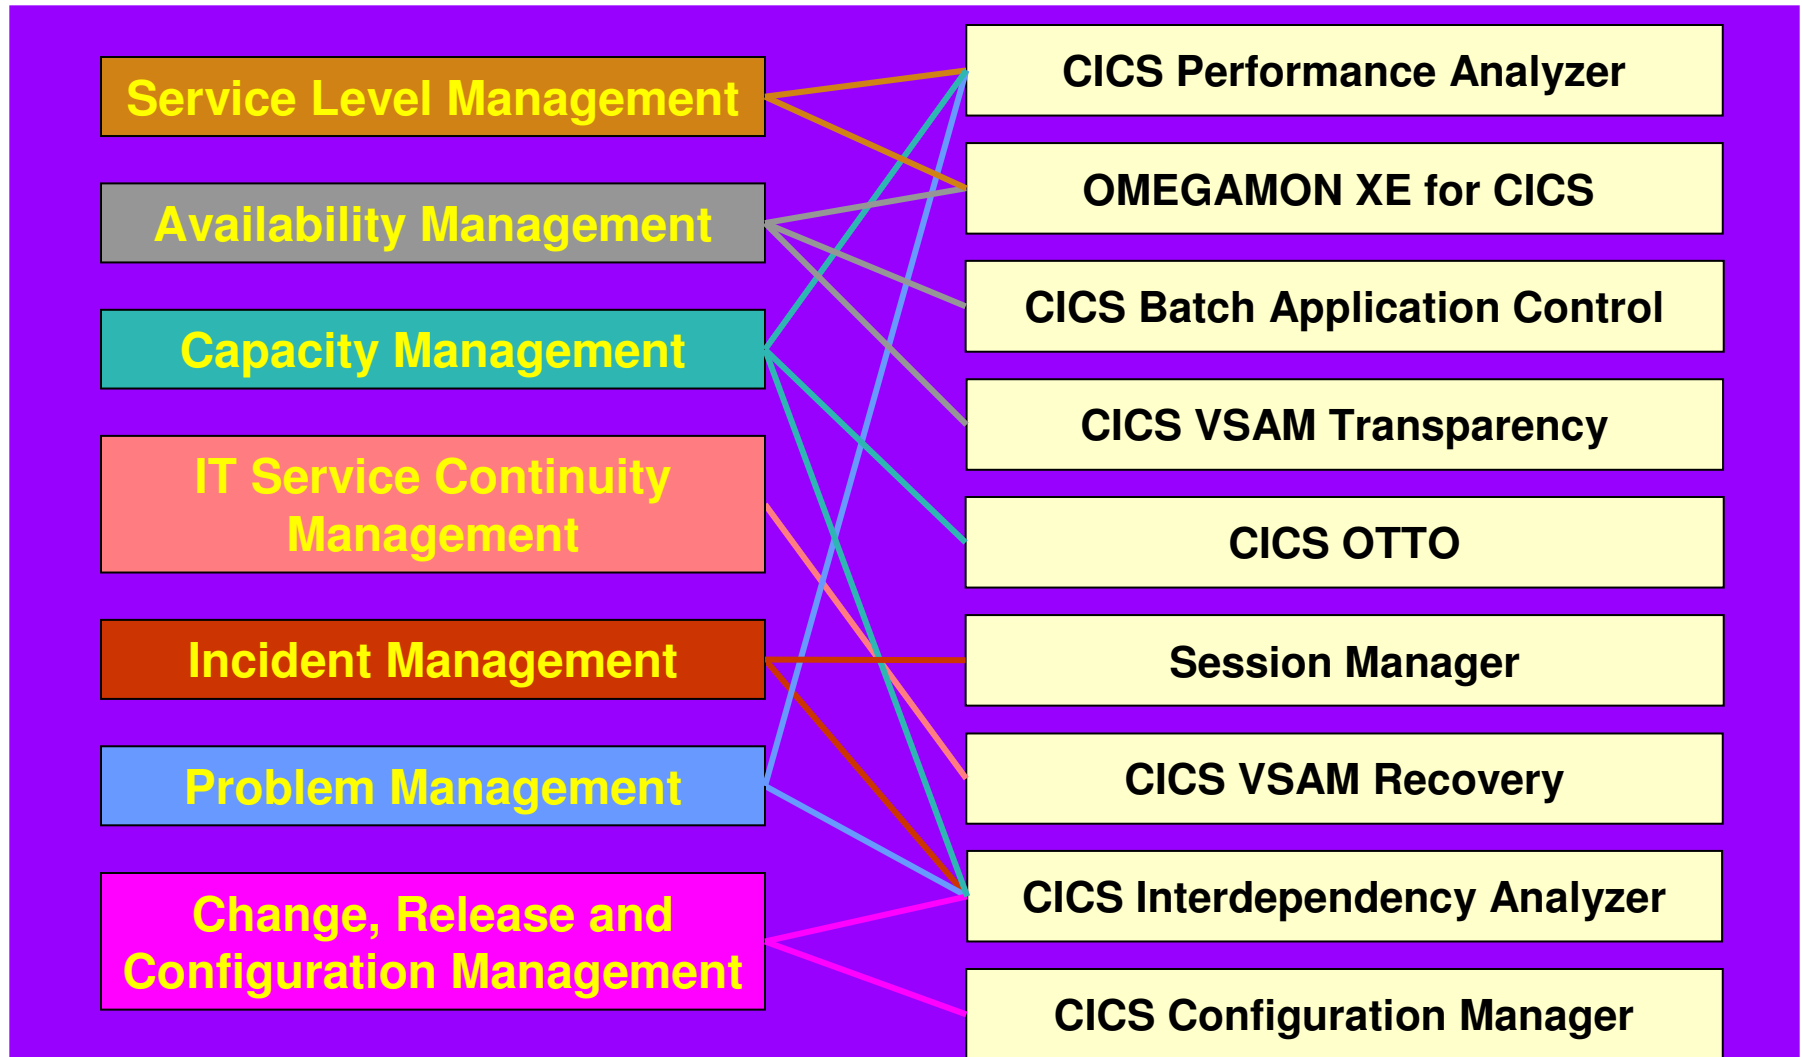 Service Level Management
Availability Management
Capacity Management
IT Service Continuity
Management
Incident Management
Problem Management
Change, Release and
Configuration Management
CICS Performance Analyzer
OMEGAMON XE for CICS
CICS Batch Application Control
CICS VSAM Transparency
CICS OTTO
Session Manager
CICS VSAM Recovery
CICS Interdependency Analyzer
CICS Configuration Manager